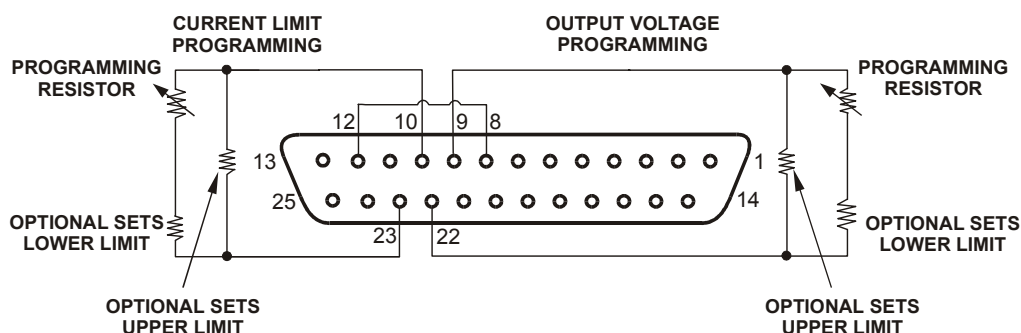 CURRENT LIMIT
PROGRAMMING
OUTPUT VOLTAGE
PROGRAMMING
PROGRAMMING
RESISTOR
PROGRAMMING
RESISTOR
12
10
9
8
13
1
25
14
23
22
OPTIONAL SETS
LOWER LIMIT
OPTIONAL SETS
LOWER LIMIT
OPTIONAL SETS
UPPER LIMIT
OPTIONAL SETS
UPPER LIMIT